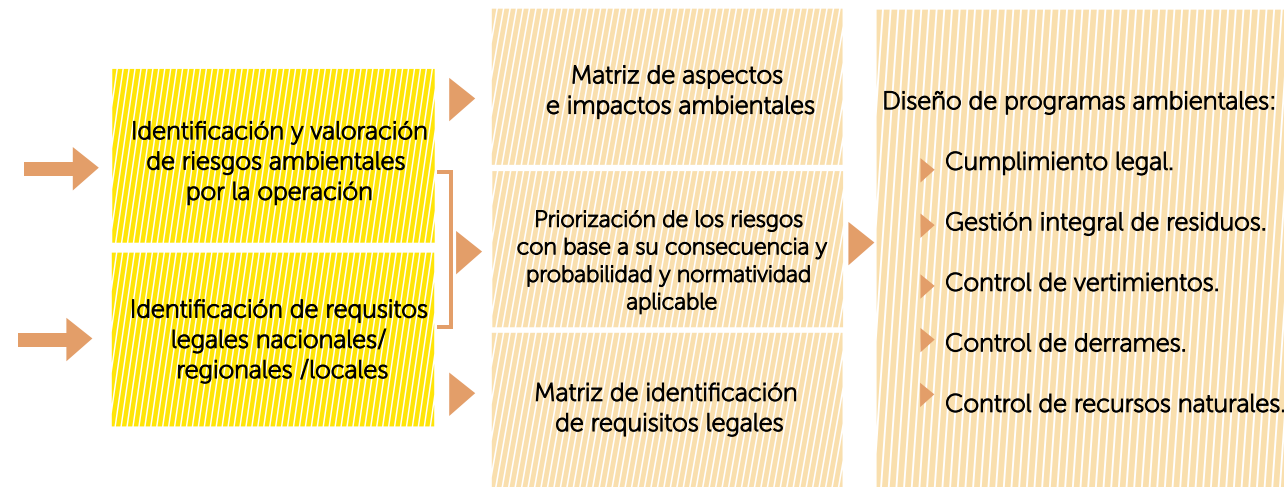 Identificación y valoración
de riesgos ambientales
por la operación
Identificación de requsitos
legales nacionales/
regionales /locales
Matriz de aspectos
e impactos ambientales
Priorización de los riesgos
con base a su consecuencia y
probabilidad y normatividad
aplicable
Matriz de identificación
de requisitos legales
Diseño de programas ambientales:
Cumplimiento legal.
Gestión integral de residuos.
Control de vertimientos.
Control de derrames.
Control de recursos naturales.